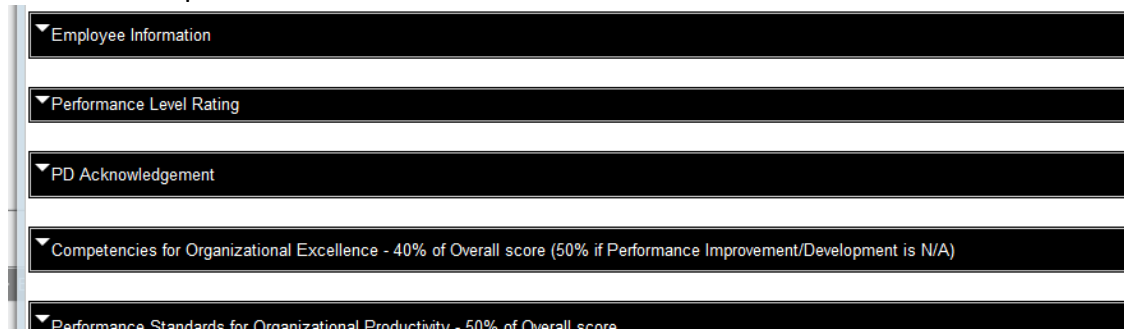 Employee Information
Performance Level Rating
PD Acknowledgement
Competencies for Organizational Excellence - 40% of Overall score (50% if Performance Improvement/Development is N/A)
Performance Standards for Organizational Productivity - 50% of Overall score